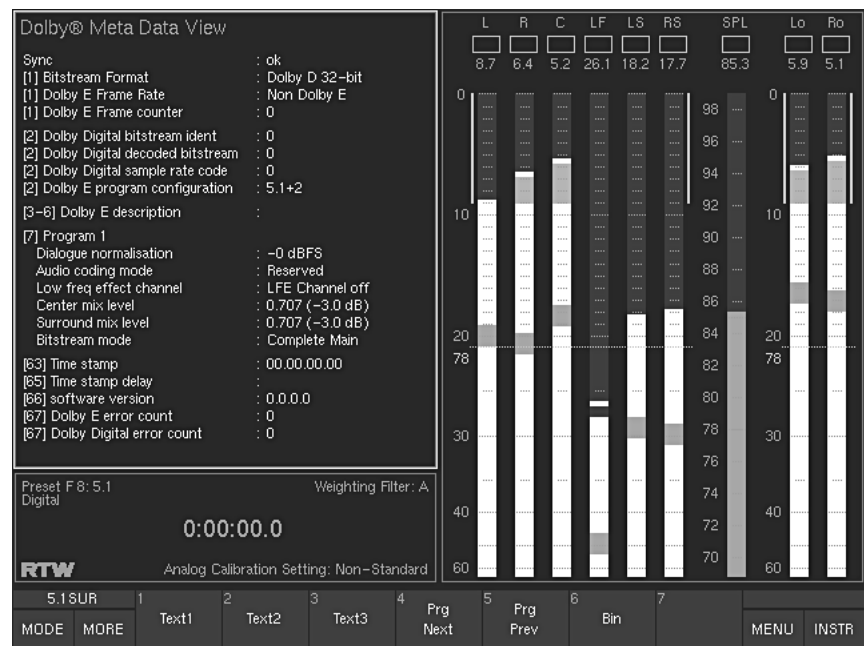 Dolby® Meta Data View
Sync : ok
[1] Bitstream Format : Dolby D 32-bit
[1] Dolby E Frame Rate : Non Dolby E
[1] Dolby E Frame counter : 0
[2] Dolby Digital bitstream ident : 0
[2] Dolby Digital decoded bitstream : 0
[2] Dolby Digital sample rate code : 0
[2] Dolby E program configuration : 5.1+2
[3-6] Dolby E description :
[7] Program 1
Dialogue normalisation : -0 dBFS
Audio coding mode : Reserved
Low freq effect channel : LFE Channel off
Center mix level : 0.707 (-3.0 dB)
Surround mix level : 0.707 (-3.0 dB)
Bitstream mode : Complete Main
[63] Time stamp : 00.00.00.00
[65] Time stamp delay :
[66] software version : 0.0.0.0
[67] Dolby E error count : 0
[67] Dolby Digital error count : 0
Preset F 8: 5.1 Weighting Filter: A
Digital
0:00:00.0
RTW Analog Calibration Setting: Non-Standard
L R C LF LS RS SPL Lo Ro
8.7 6.4 5.2 26.1 18.2 17.7 85.3 5.9 5.1
0 0
98
96
94
92
10 10
90
88
86
84
20 20
78 78
82
80
78
30 30
76
74
40 40
72
70
60 60
5.1SUR 1 2 3 4 5 6 7
MODE MORE Text1 Text2 Text3 Prg Next Prg Prev Bin MENU INSTR